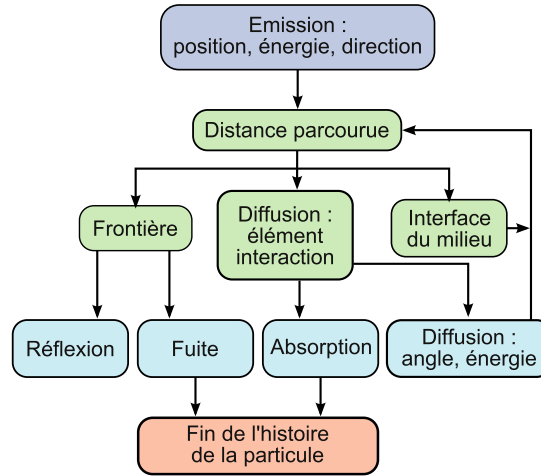 Emission :
position, énergie, direction
Distance parcourue
Frontière
Diffusion :
élément
interaction
Interface
du milieu
Réflexion
Fuite
Absorption
Diffusion :
angle, énergie
Fin de l'histoire
de la particule